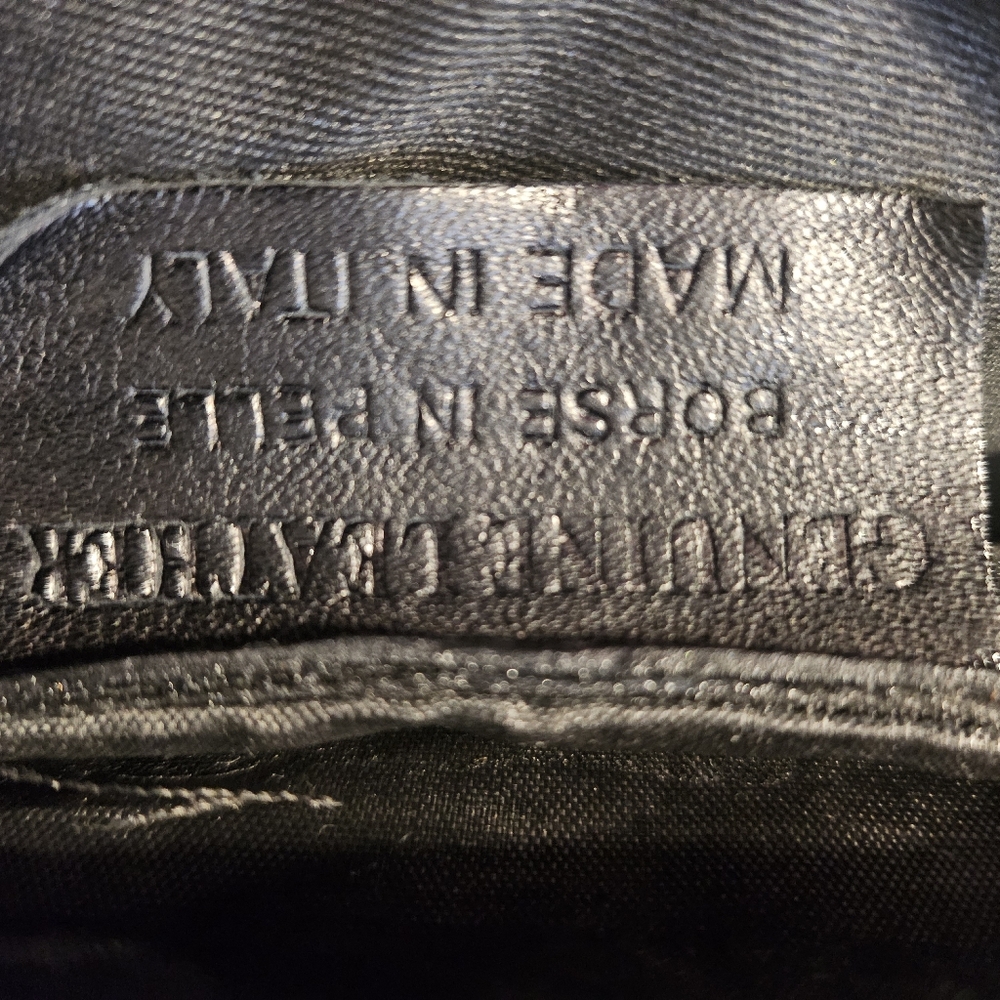 GENUINE LEATHER
BORSE IN PELLE
MADE IN ITALY